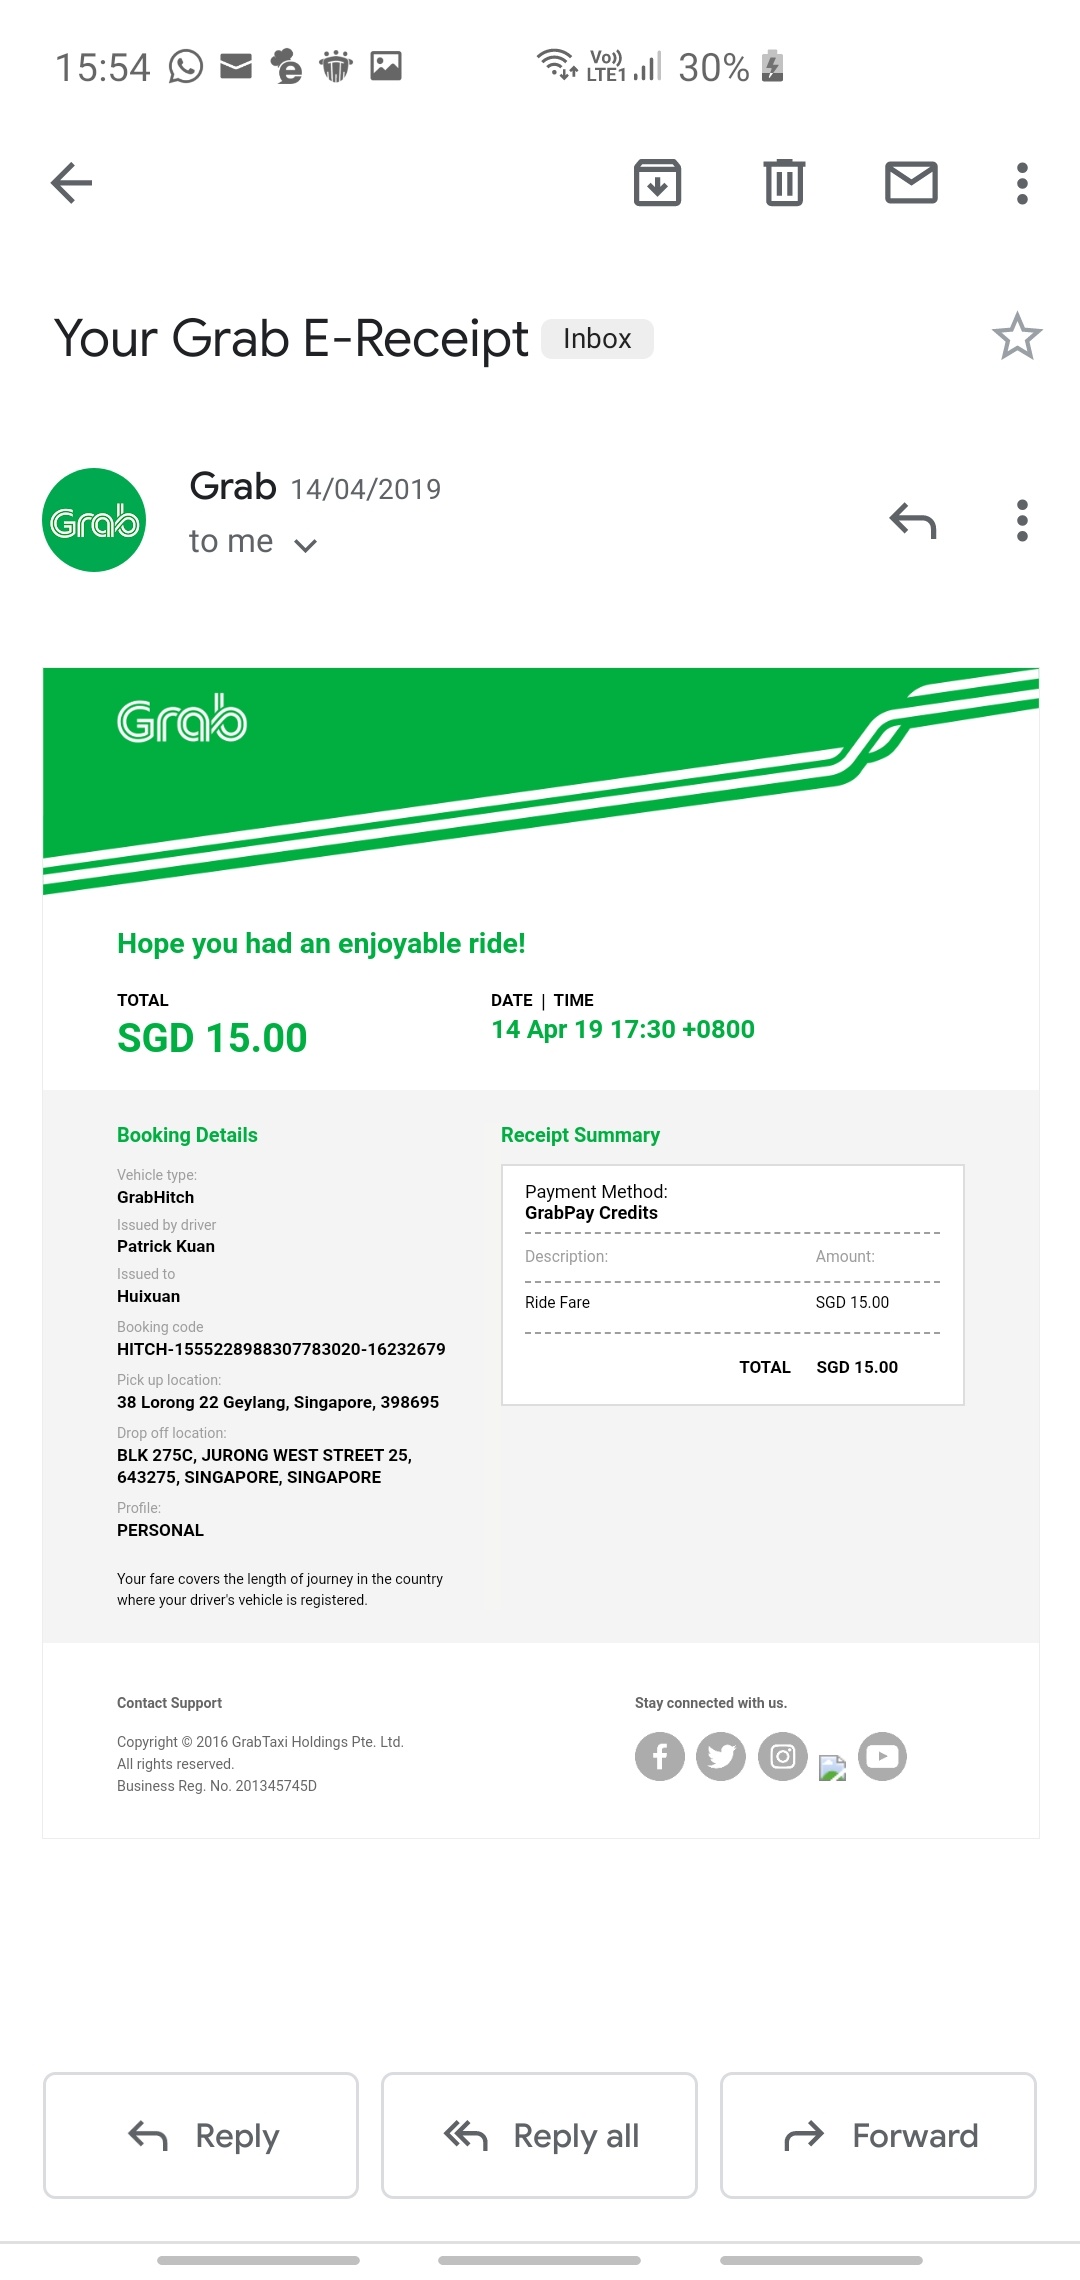 15:54 Vo)) LTE1 30%
Your Grab E-Receipt Inbox
Grab Grab 14/04/2019
to me
Grab
Hope you had an enjoyable ride!
TOTAL
SGD 15.00
DATE | TIME
14 Apr 19 17:30 +0800
Booking Details
Vehicle type:
GrabHitch
Issued by driver
Patrick Kuan
Issued to
Huixuan
Booking code
HITCH-1555228988307783020-16232679
Pick up location:
38 Lorong 22 Geylang, Singapore, 398695
Drop off location:
BLK 275C, JURONG WEST STREET 25,
643275, SINGAPORE, SINGAPORE
Profile:
PERSONAL
Your fare covers the length of journey in the country
where your driver's vehicle is registered.
Receipt Summary
Payment Method:
GrabPay Credits
Description: Amount:
Ride Fare SGD 15.00
TOTAL SGD 15.00
Contact Support
Copyright © 2016 GrabTaxi Holdings Pte. Ltd.
All rights reserved.
Business Reg. No. 201345745D
Stay connected with us.
Reply Reply all Forward